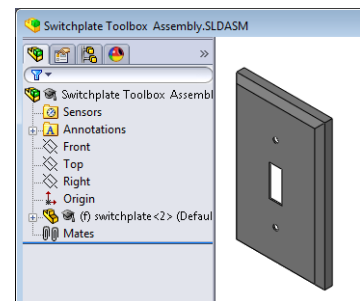 Switchplate Toolbox Assembly.SLDASM
»
Switchplate Toolbox Assembl
Sensors
A Annotations
Front
Top
Right
Origin
(f) switchplate<2> (Defaul
Mates